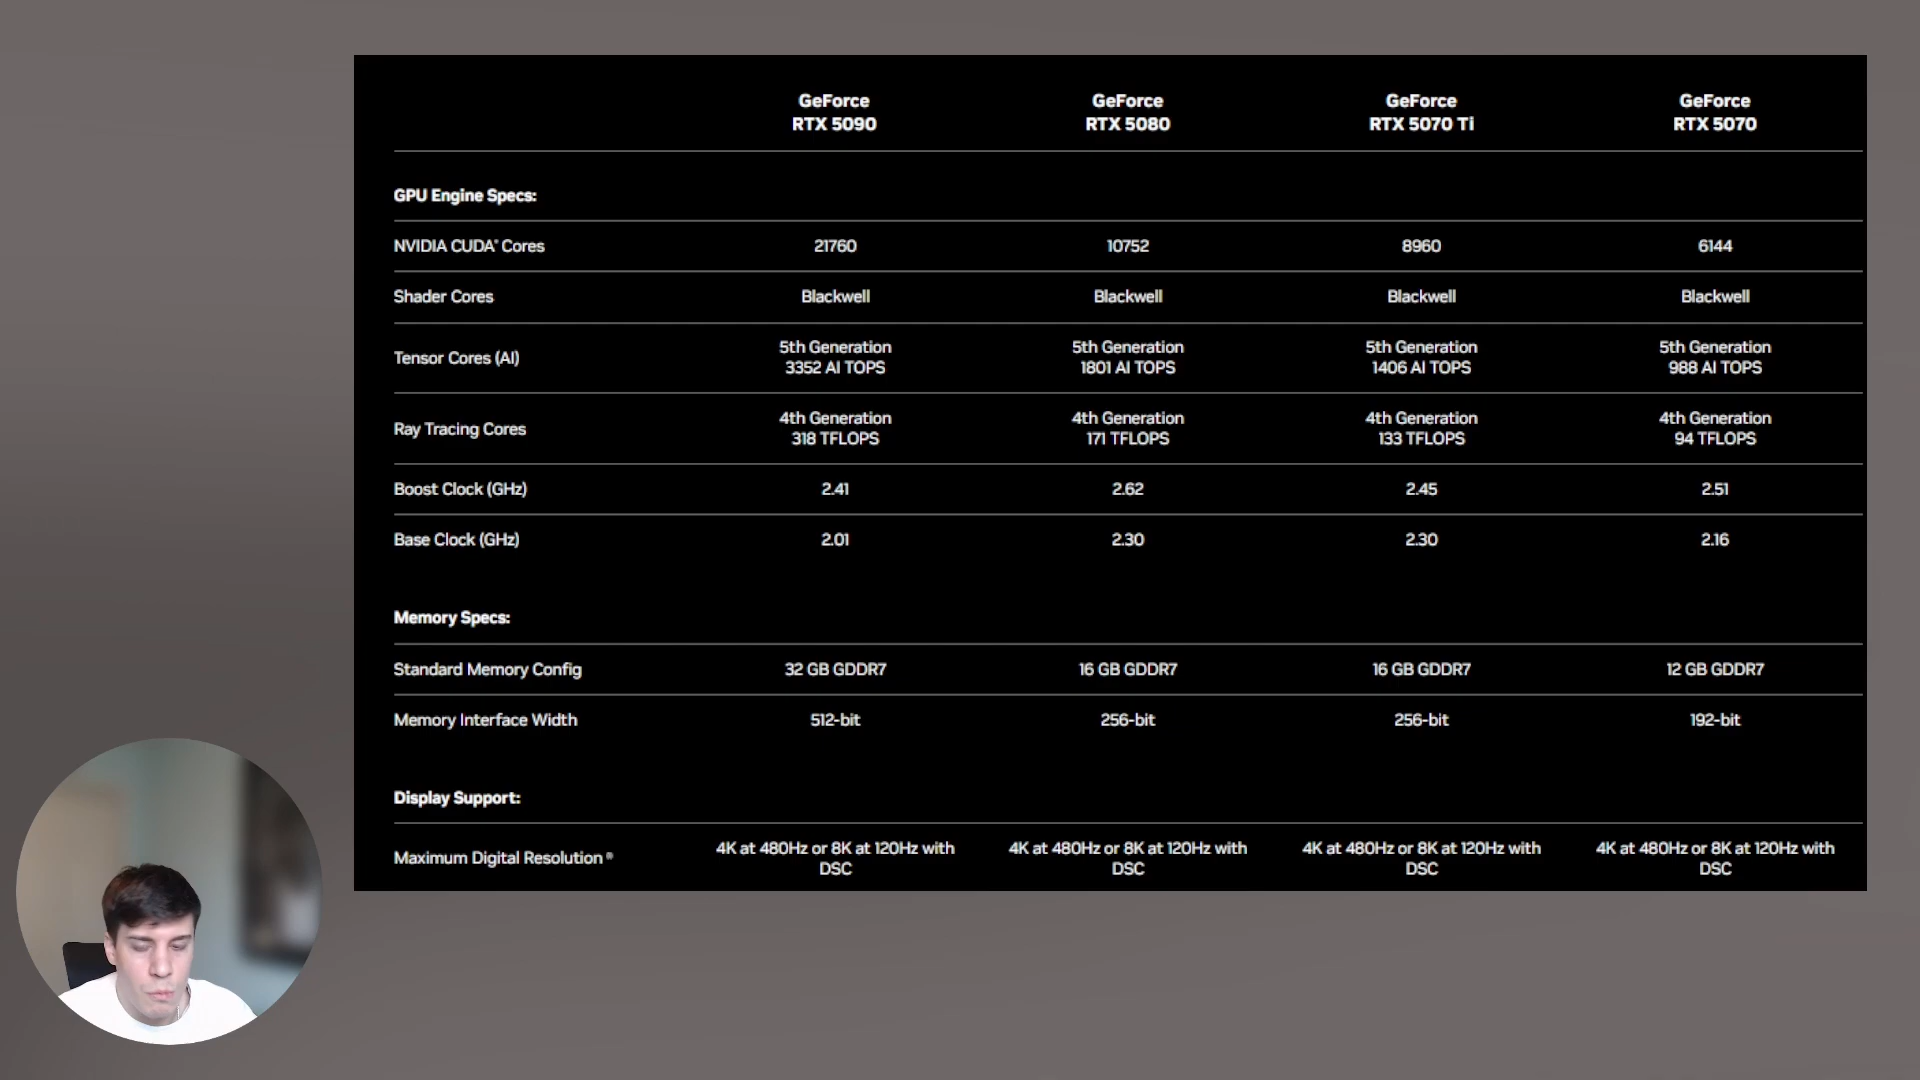 GeForce RTX 5090 GeForce RTX 5080 GeForce RTX 5070 Ti GeForce RTX 5070
GPU Engine Specs:
NVIDIA CUDA® Cores 21760 10752 8960 6144
Shader Cores Blackwell Blackwell Blackwell Blackwell
Tensor Cores (AI) 5th Generation 3352 AI TOPS 5th Generation 1801 AI TOPS 5th Generation 1406 AI TOPS 5th Generation 988 AI TOPS
Ray Tracing Cores 4th Generation 318 TFLOPS 4th Generation 171 TFLOPS 4th Generation 133 TFLOPS 4th Generation 94 TFLOPS
Boost Clock (GHz) 2.41 2.62 2.45 2.51
Base Clock (GHz) 2.01 2.30 2.30 2.16
Memory Specs:
Standard Memory Config 32 GB GDDR7 16 GB GDDR7 16 GB GDDR7 12 GB GDDR7
Memory Interface Width 512-bit 256-bit 256-bit 192-bit
Display Support:
Maximum Digital Resolution 4K at 480Hz or 8K at 120Hz with DSC 4K at 480Hz or 8K at 120Hz with DSC 4K at 480Hz or 8K at 120Hz with DSC 4K at 480Hz or 8K at 120Hz with DSC